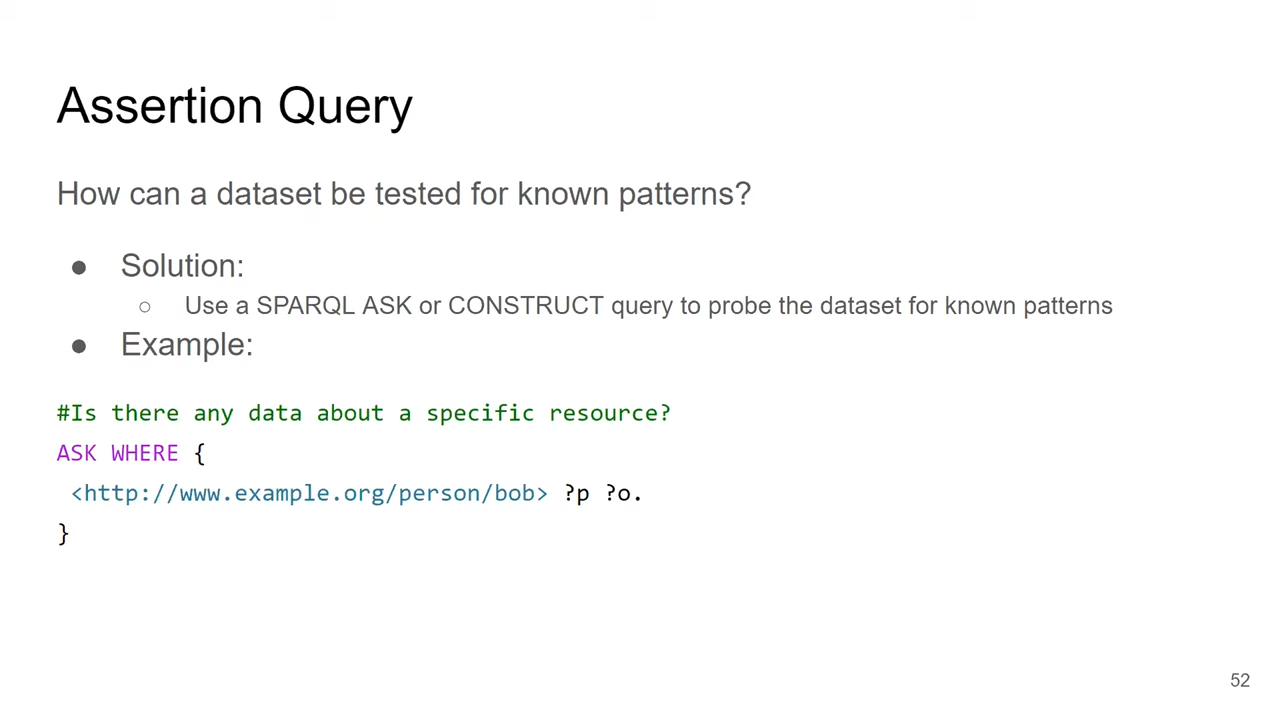 Assertion Query
How can a dataset be tested for known patterns?
● Solution:
○ Use a SPARQL ASK or CONSTRUCT query to probe the dataset for known patterns
● Example:
#Is there any data about a specific resource?
ASK WHERE {
<http://www.example.org/person/bob> ?p ?o.
}
52